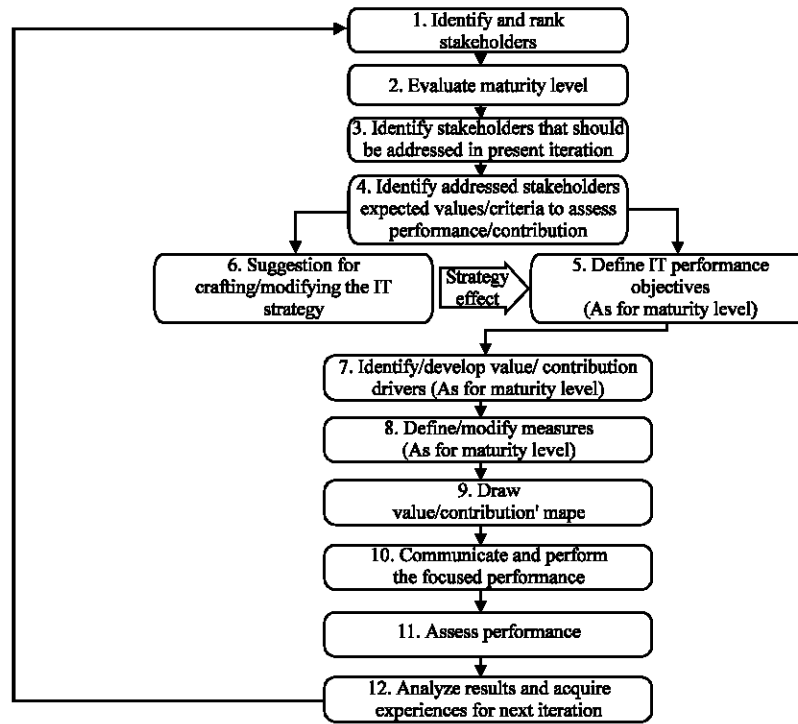 1. Identify and rank
stakeholders
2. Evaluate maturity level
3. Identify stakeholders that should
be addressed in present iteration
4. Identify addressed stakeholders
expected values/criteria to assess
performance/contribution
6. Suggestion for
crafting/modifying the IT
strategy
Strategy
effect
5. Define IT performance
objectives
(As for maturity level)
7. Identify/develop value/ contribution
drivers (As for maturity level)
8. Define/modify measures
(As for maturity level)
9. Draw
value/contribution' mape
10. Communicate and perform
the focused performance
11. Assess performance
12. Analyze results and acquire
experiences for next iteration